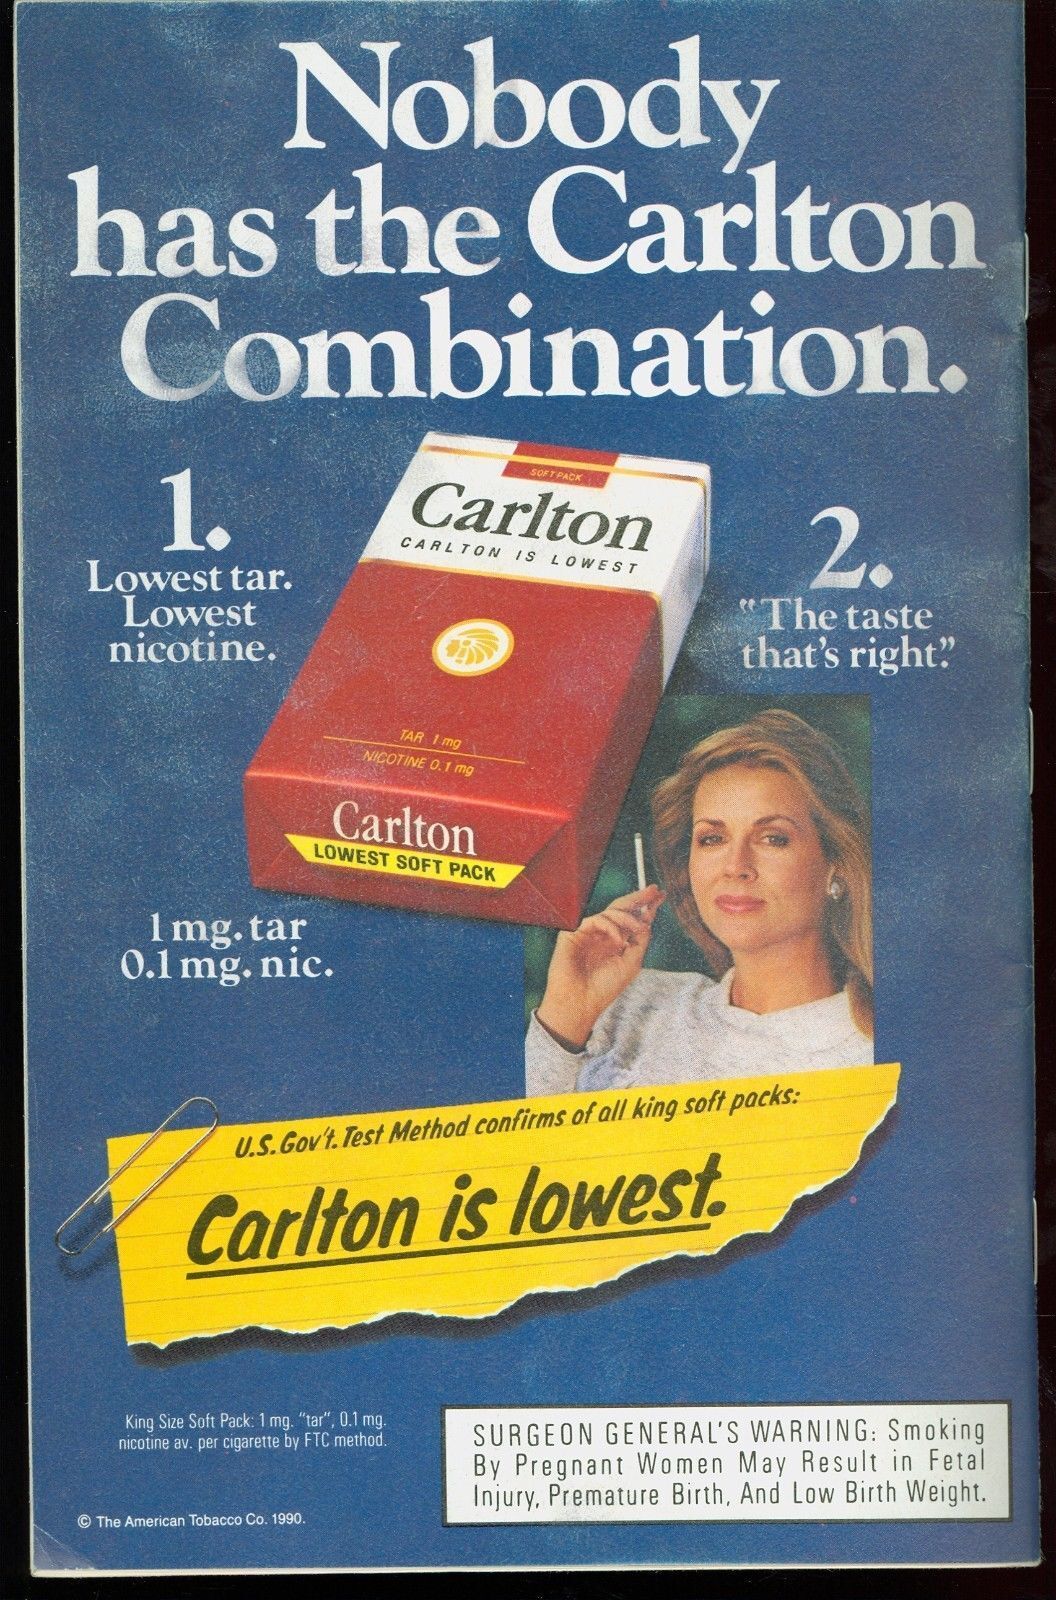 Nobody
has the Carlton
Combination.
1.
Lowest tar.
Lowest
nicotine.
SOFT PACK
Carlton
CARLTON IS LOWEST
2.
“The taste
that's right.”
TAR 1 mg
NICOTINE 0.1 mg
Carlton
LOWEST SOFT PACK
1 mg. tar
0.1 mg. nic.
U.S. Gov't. Test Method confirms of all king soft packs:
Carlton is lowest.
King Size Soft Pack: 1 mg. "tar", 0.1 mg.
nicotine av. per cigarette by FTC method.
SURGEON GENERAL'S WARNING: Smoking
By Pregnant Women May Result in Fetal
Injury, Premature Birth, And Low Birth Weight.
© The American Tobacco Co. 1990.